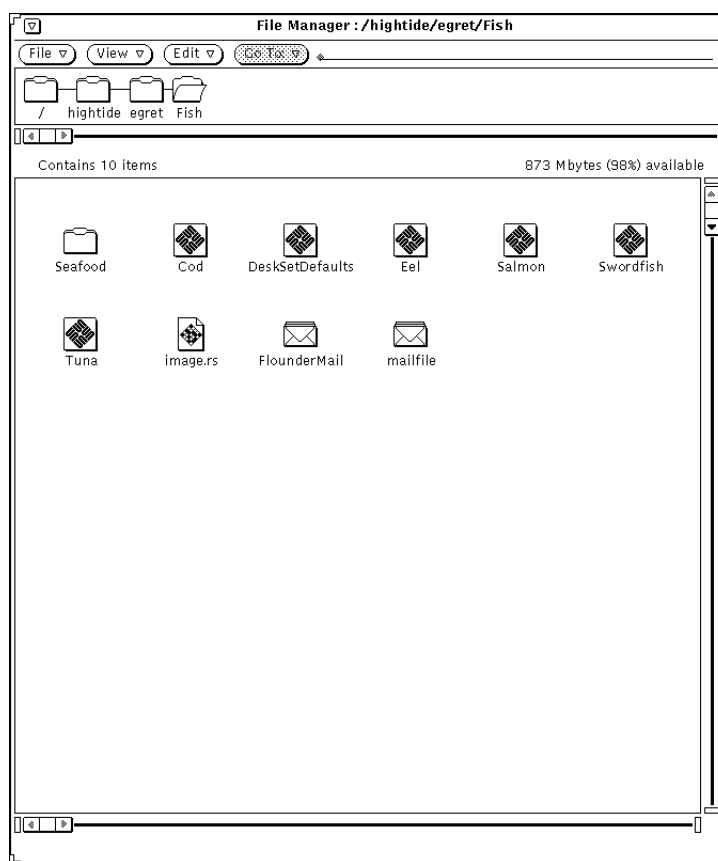 File Manager : /hightide/egret/Fish
File View Edit Go To
/ hightide egret Fish
Contains 10 items 873 Mbytes (98%) available
Seafood Cod DeskSetDefaults Eel Salmon Swordfish
Tuna image.rs FlounderMail mailfile